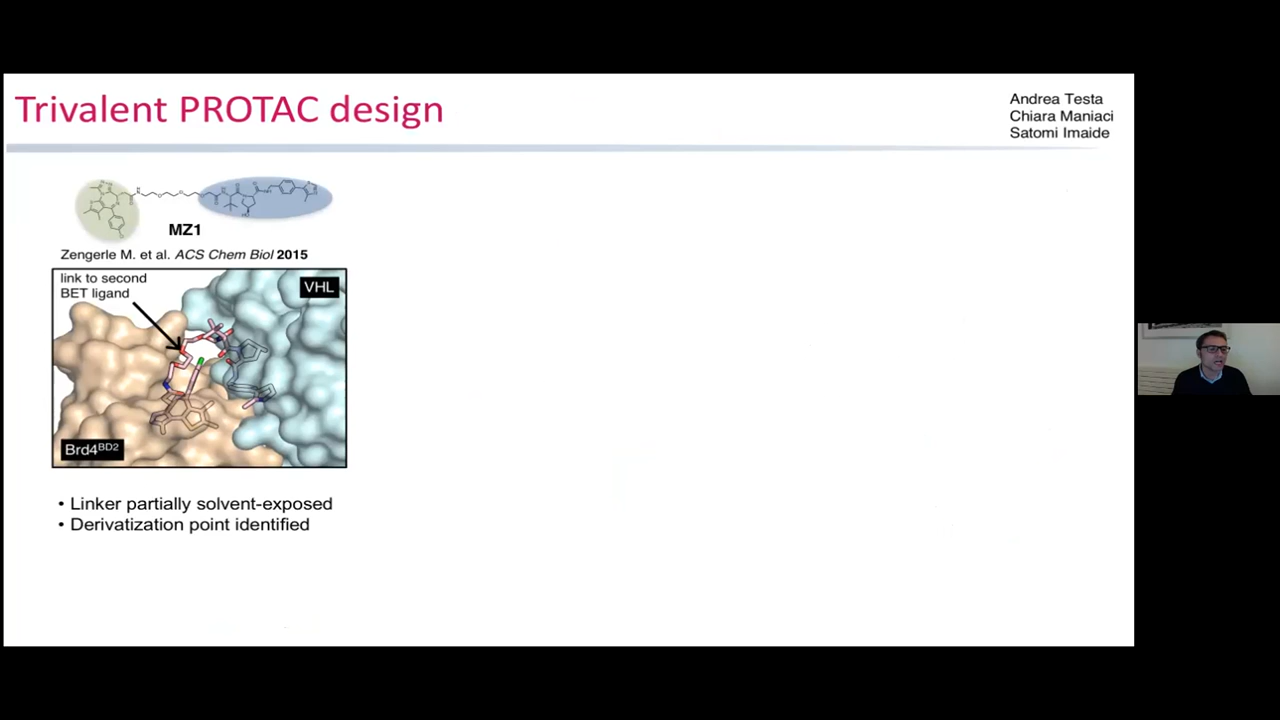 Trivalent PROTAC design
Andrea Testa
Chiara Maniaci
Satomi Imaide
MZ1
Zengerle M. et al. ACS Chem Biol 2015
link to second
BET ligand
VHL
Brd4BD2
• Linker partially solvent-exposed
• Derivatization point identified